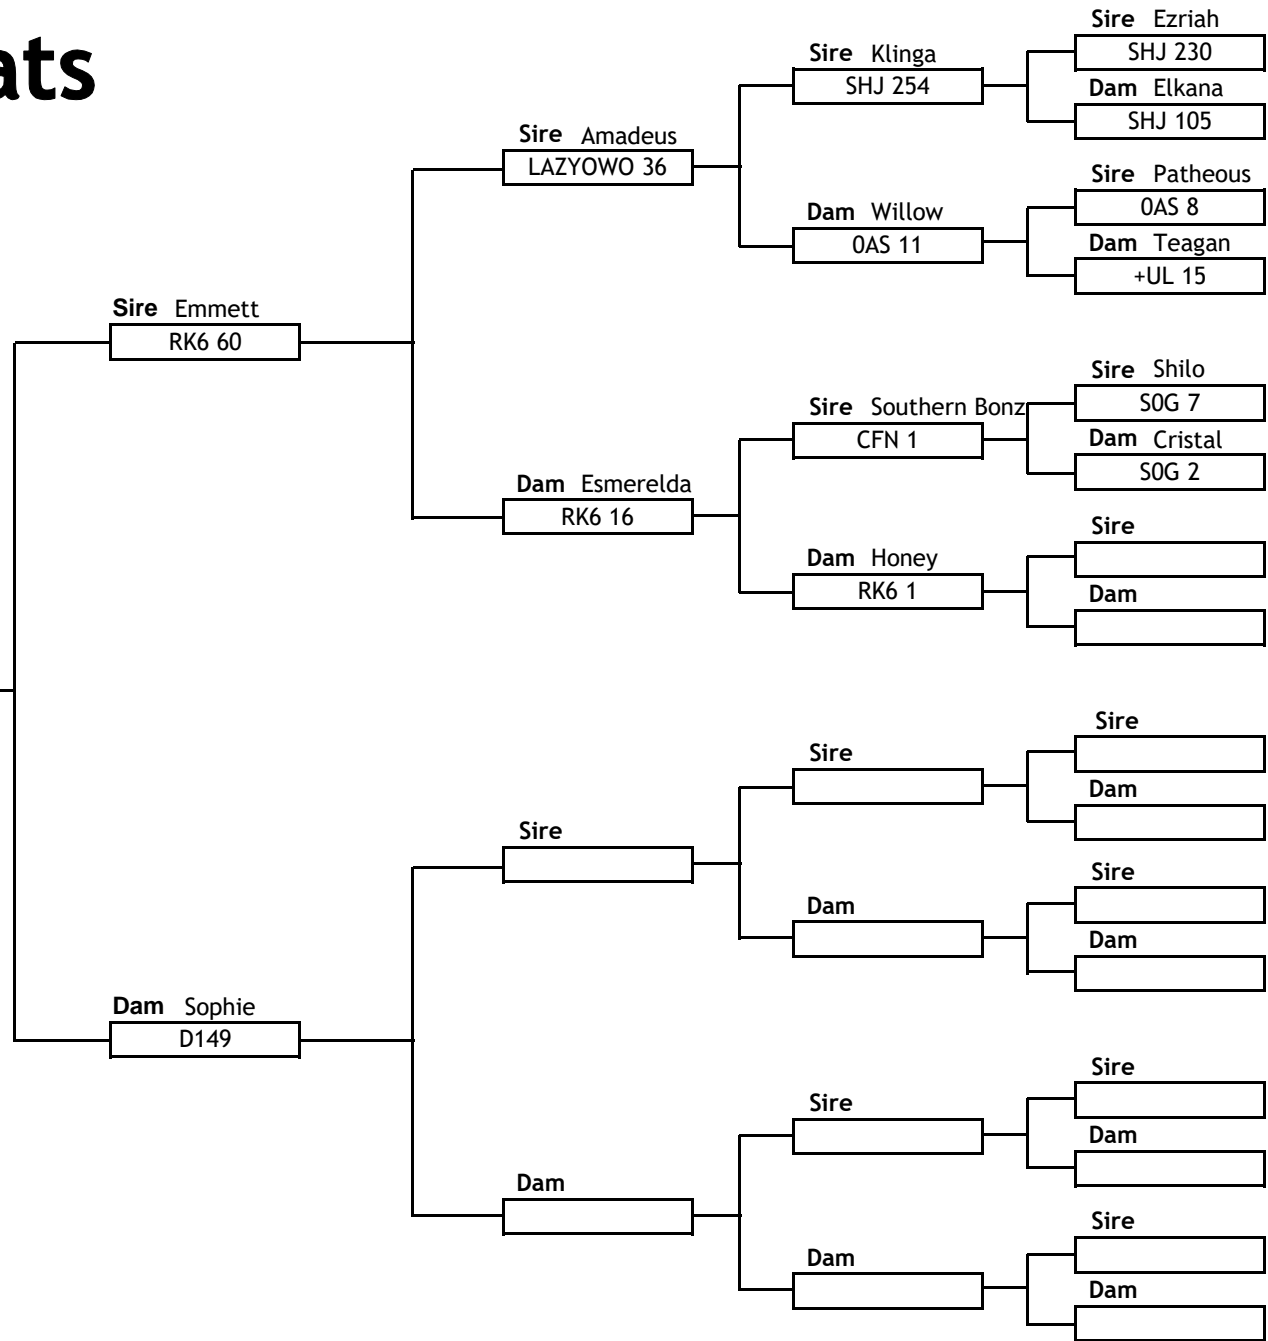 ats
Sire Ezriah
SHJ 230
Sire Klinga
SHJ 254
Dam Elkana
SHJ 105
Sire Amadeus
LAZYOWO 36
Sire Patheous
0AS 8
Dam Willow
0AS 11
Dam Teagan
+UL 15
Sire Emmett
RK6 60
Sire Shilo
S0G 7
Sire Southern Bonz
CFN 1
Dam Cristal
S0G 2
Dam Esmerelda
RK6 16
Sire
Dam Honey
RK6 1
Dam
Sire
Sire
Dam
Sire
Sire
Dam
Dam
Dam Sophie
D149
Sire
Sire
Dam
Dam
Sire
Dam
Dam